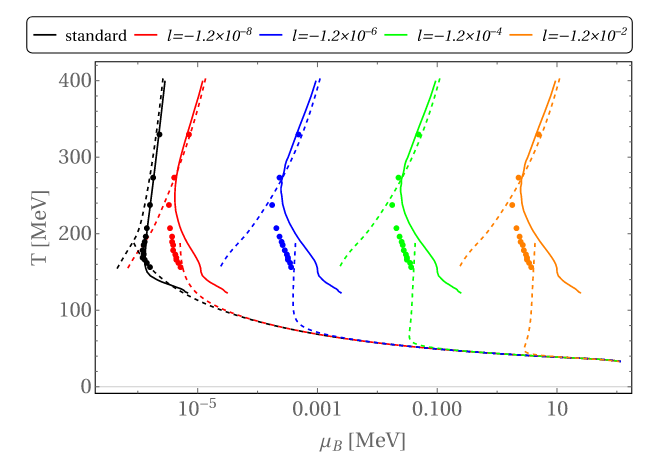 standard l=−1.2×10⁻⁸ l=−1.2×10⁻⁶ l=−1.2×10⁻⁴ l=−1.2×10⁻²
400
300
200
100
0
T [MeV]
10⁻⁵ 0.001 0.100 10
μ_B [MeV]